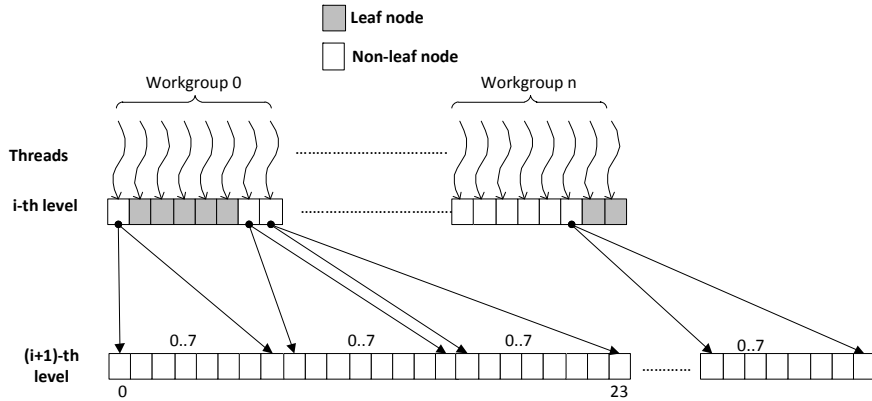 Leaf node
Non-leaf node
Workgroup 0
Workgroup n
Threads
i-th level
0..7
0..7
0..7
0..7
(i+1)-th
level
0
23